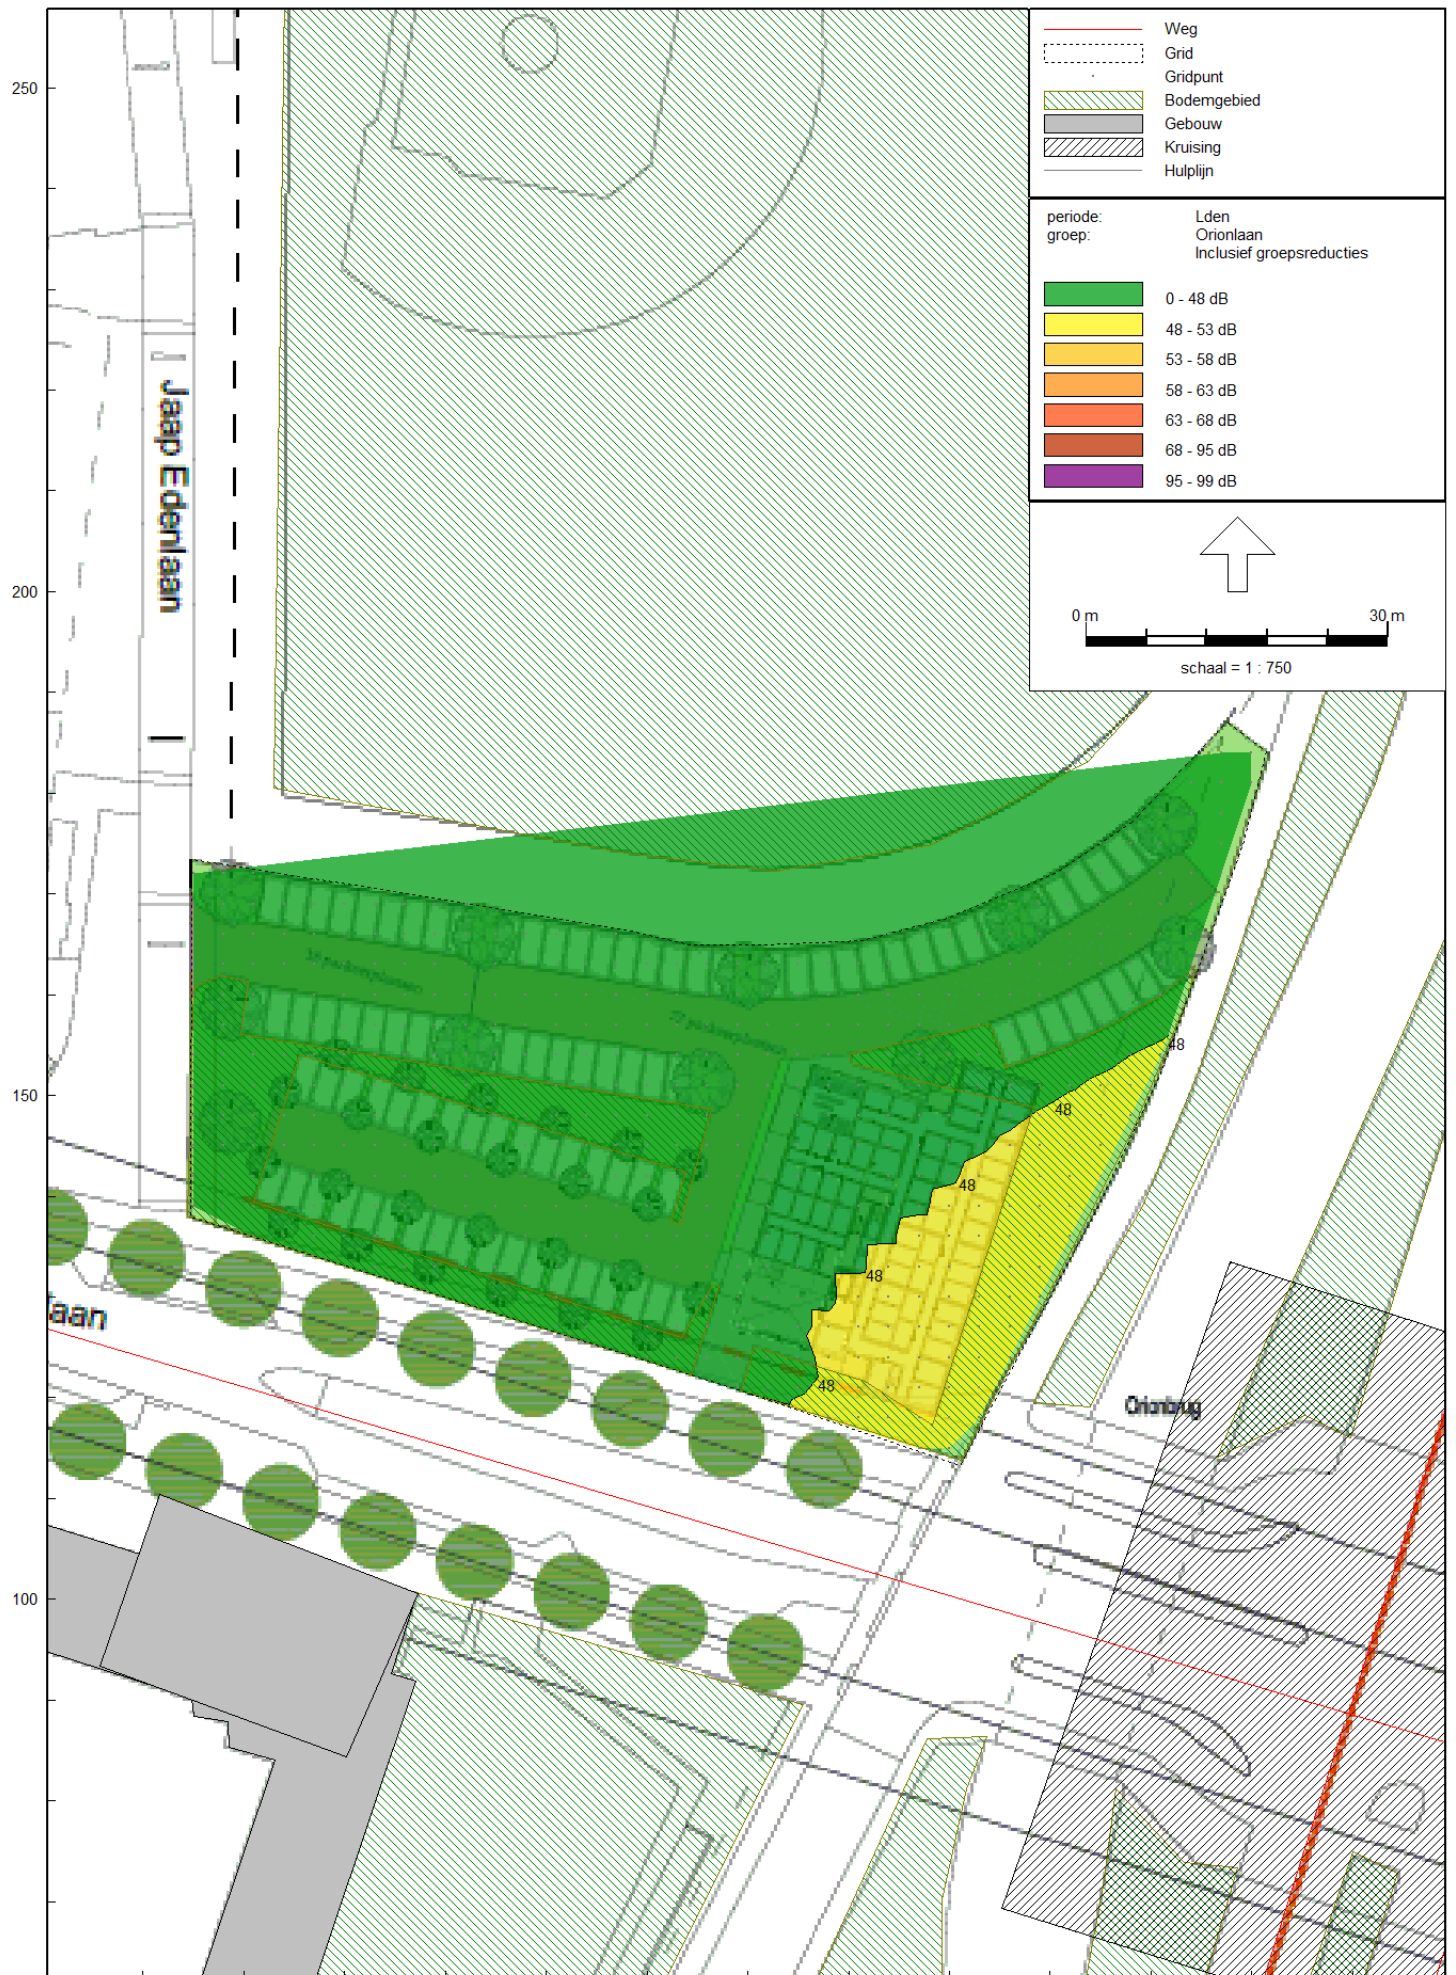 Weg
Grid
Gridpunt
Bodemgebied
Gebouw
Kruising
Hulplijn
periode: Lden
groep: Orionlaan
Inclusief groepsreducties
0 - 48 dB
48 - 53 dB
53 - 58 dB
58 - 63 dB
63 - 68 dB
68 - 95 dB
95 - 99 dB
0 m 30 m
schaal = 1 : 750
250
200
150
100
Jaap Edenlaan
48
48
48
48
48
laan
Orionbrug